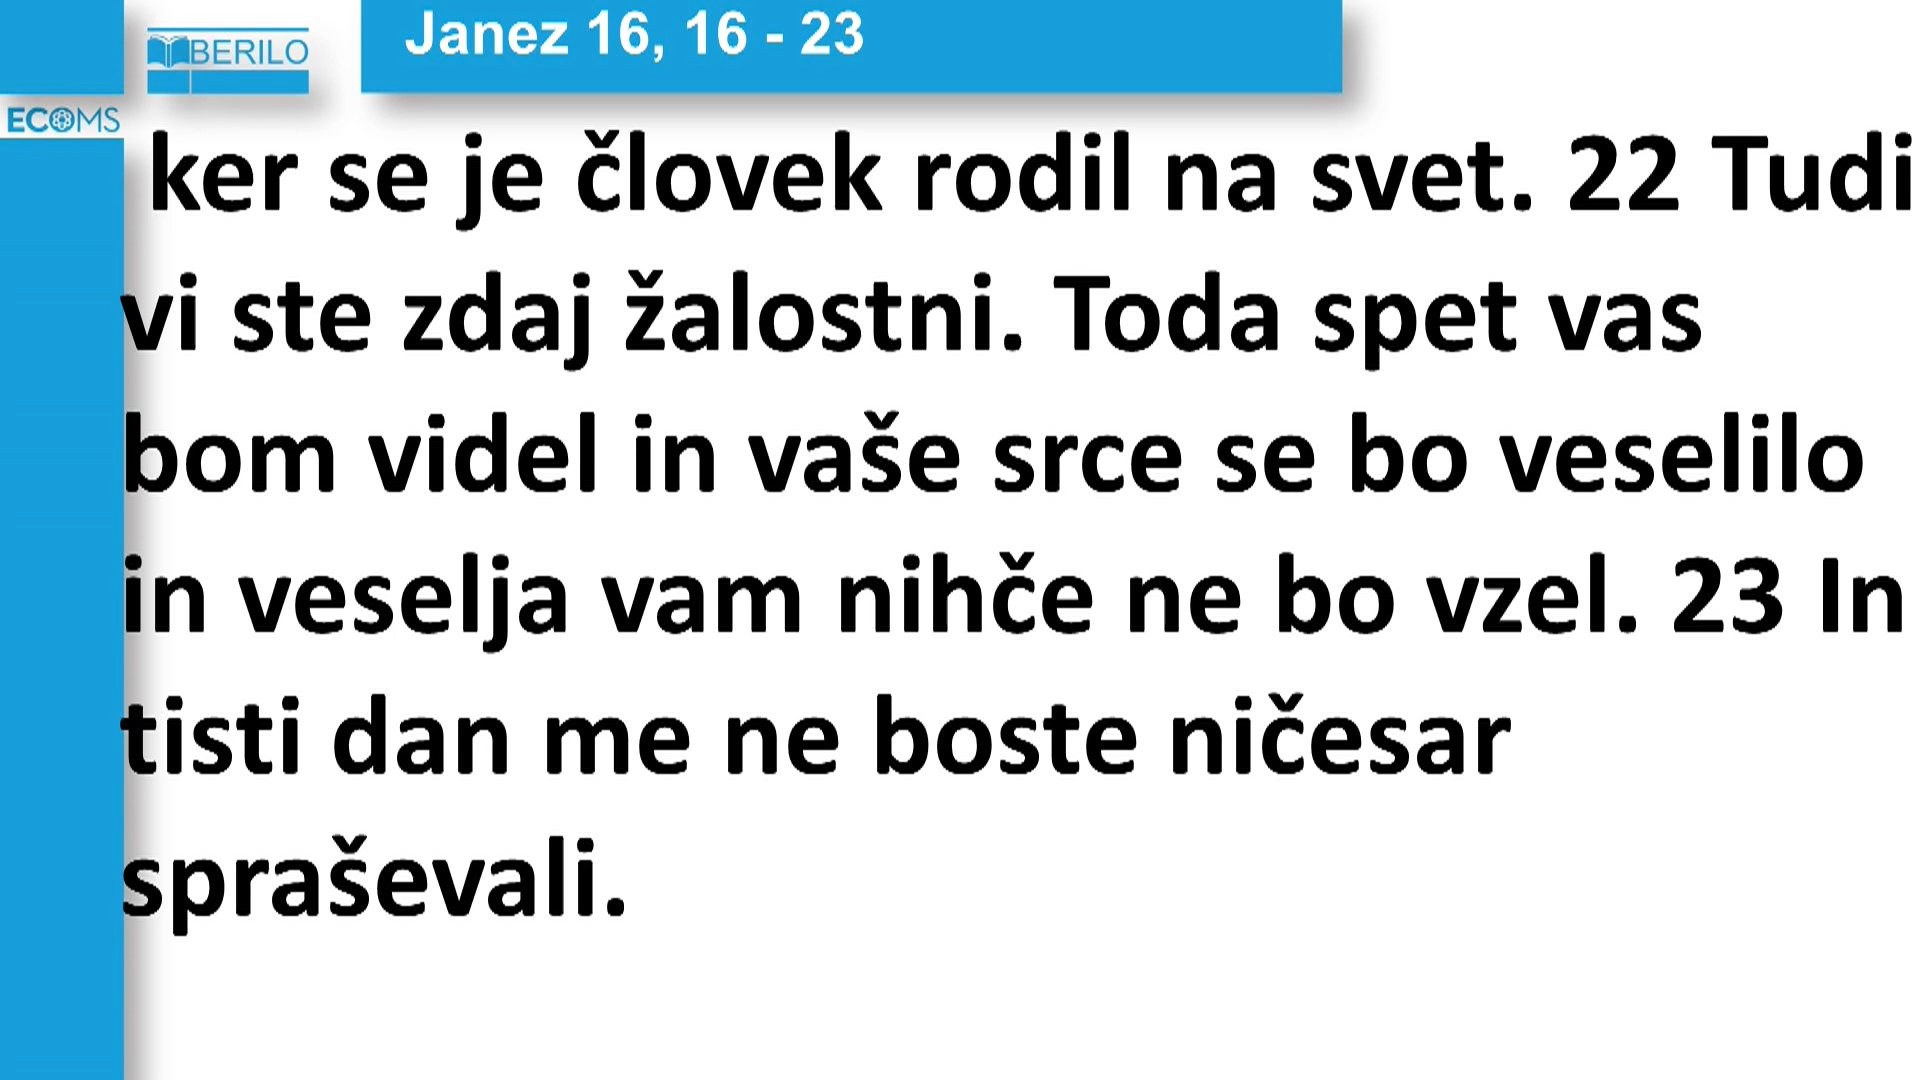 Janez 16, 16 - 23
BERILO
ECOMS
ker se je človek rodil na svet. 22 Tudi
vi ste zdaj žalostni. Toda spet vas
bom videl in vaše srce se bo veselilo
in veselja vam nihče ne bo vzel. 23 In
tisti dan me ne boste ničesar
spraševali.